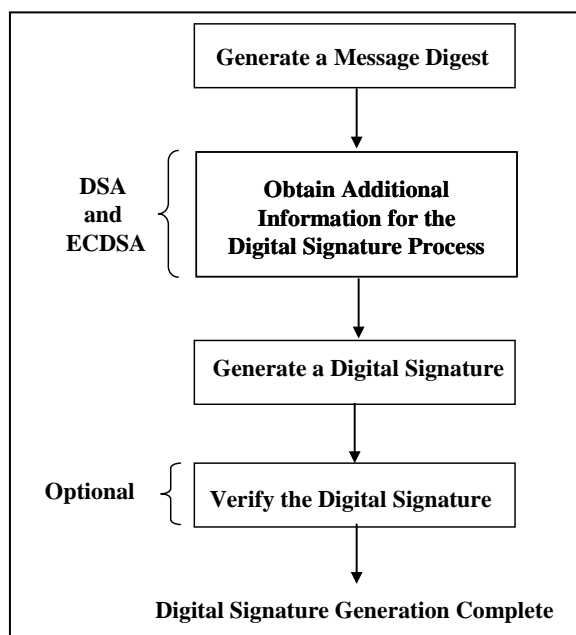 Generate a Message Digest
DSA
and
ECDSA
Obtain Additional
Information for the
Digital Signature Process
Generate a Digital Signature
Optional
Verify the Digital Signature
Digital Signature Generation Complete